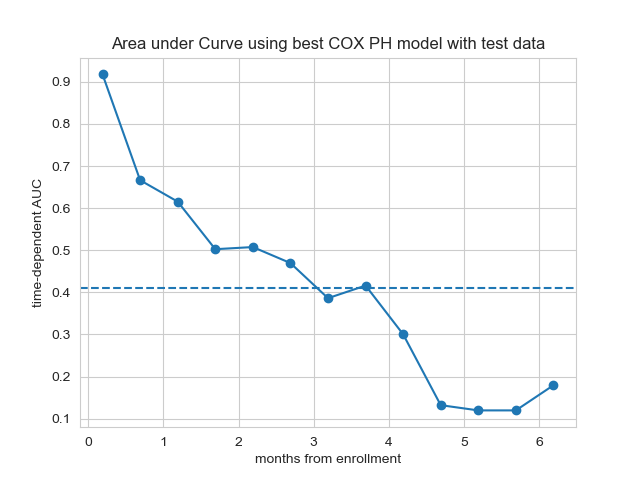 Area under Curve using best COX PH model with test data
time-dependent AUC
0.9
0.8
0.7
0.6
0.5
0.4
0.3
0.2
0.1
0 1 2 3 4 5 6
months from enrollment